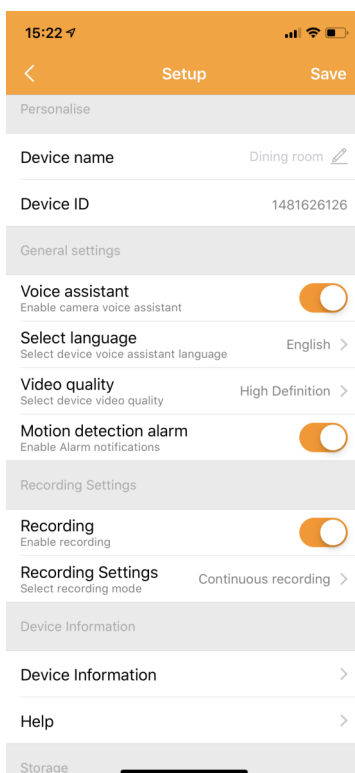 15:22
Setup
Save
Personalise
Device name
Dining room
Device ID
1481626126
General settings
Voice assistant
Enable camera voice assistant
Select language
Select device voice assistant language
English
Video quality
Select device video quality
High Definition
Motion detection alarm
Enable Alarm notifications
Recording Settings
Recording
Enable recording
Recording Settings
Select recording mode
Continuous recording
Device Information
Device Information
Help
Storage